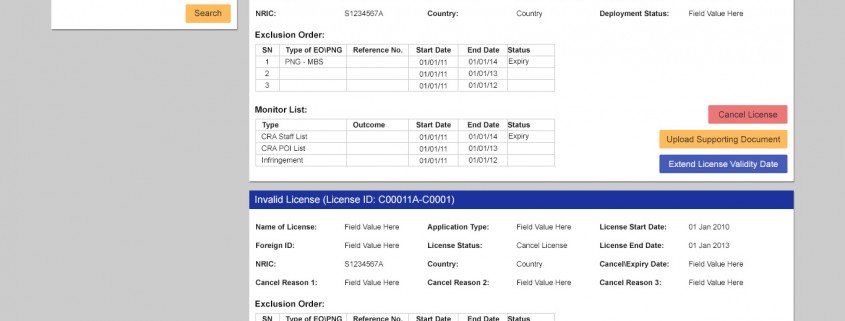 Search
NRIC: S1234567A Country: Country Deployment Status: Field Value Here
Exclusion Order:
SN Type of EO\PNG Reference No. Start Date End Date Status
1 PNG - MBS 01/01/11 01/01/14 Expiry
2 01/01/11 01/01/13
3 01/01/11 01/01/12
Monitor List:
Type Outcome Start Date End Date Status
CRA Staff List 01/01/11 01/01/14 Expiry
CRA POI List 01/01/11 01/01/13
Infringement 01/01/11 01/01/12
Cancel License
Upload Supporting Document
Extend License Validity Date
Invalid License (License ID: C00011A-C0001)
Name of License: Field Value Here Application Type: Field Value Here License Start Date: 01 Jan 2010
Foreign ID: Field Value Here License Status: Cancel License License End Date: 01 Jan 2013
NRIC: S1234567A Country: Country Cancel\Expiry Date: Field Value Here
Cancel Reason 1: Field Value Here Cancel Reason 2: Field Value Here Cancel Reason 3: Field Value Here
Exclusion Order:
SN Type of EO\PNG Reference No. Start Date End Date Status